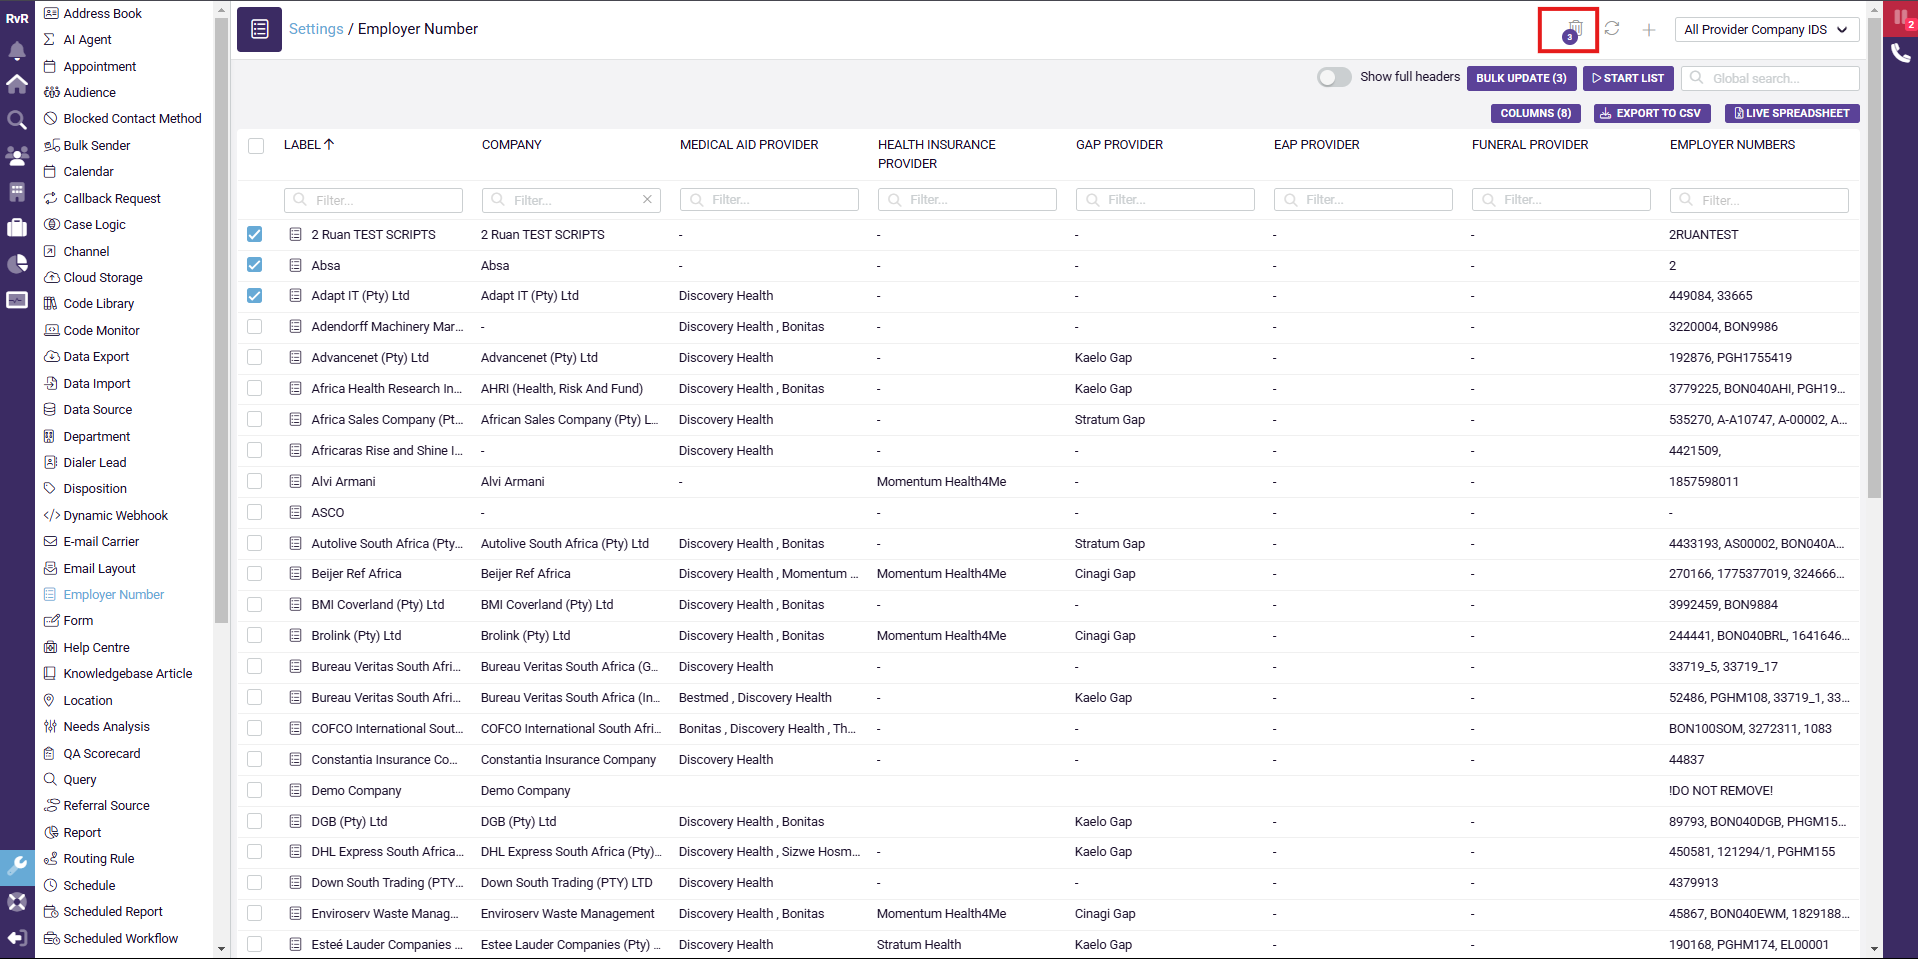 RvR
Address Book
AI Agent
Appointment
Audience
Blocked Contact Method
Bulk Sender
Calendar
Callback Request
Case Logic
Channel
Cloud Storage
Code Library
Code Monitor
Data Export
Data Import
Data Source
Department
Dialer Lead
Disposition
Dynamic Webhook
E-mail Carrier
Email Layout
Employer Number
Form
Help Centre
Knowledgebase Article
Location
Needs Analysis
QA Scorecard
Query
Referral Source
Report
Routing Rule
Schedule
Scheduled Report
Scheduled Workflow
Settings / Employer Number
3
All Provider Company IDS
2
Show full headers BULK UPDATE (3) START LIST Global search...
COLUMNS (8) EXPORT TO CSV LIVE SPREADSHEET
LABEL COMPANY MEDICAL AID PROVIDER HEALTH INSURANCE PROVIDER GAP PROVIDER EAP PROVIDER FUNERAL PROVIDER EMPLOYER NUMBERS
Filter... Filter... Filter... Filter... Filter... Filter... Filter... Filter...
2 Ruan TEST SCRIPTS 2 Ruan TEST SCRIPTS - - - - - 2RUANTEST
Absa Absa - - - - - 2
Adapt IT (Pty) Ltd Adapt IT (Pty) Ltd Discovery Health - - - - 449084, 33665
Adendorff Machinery Mar... - Discovery Health , Bonitas - - - - 3220004, BON9986
Advancenet (Pty) Ltd Advancenet (Pty) Ltd Discovery Health - Kaelo Gap - - 192876, PGH1755419
Africa Health Research In... AHRI (Health, Risk And Fund) Discovery Health , Bonitas - Kaelo Gap - - 3779225, BON040AHI, PGH19...
Africa Sales Company (Pt... African Sales Company (Pty) L... Discovery Health - Stratum Gap - - 535270, A-A10747, A-00002, A...
Africaras Rise and Shine I... - Discovery Health - - - - 4421509,
Alvi Armani Alvi Armani - Momentum Health4Me - - - 1857598011
ASCO - - - - - -
Autolive South Africa (Pty... Autolive South Africa (Pty) Ltd Discovery Health , Bonitas - Stratum Gap - - 4433193, AS00002, BON040A...
Beijer Ref Africa Beijer Ref Africa Discovery Health , Momentum ... Momentum Health4Me Cinagi Gap - - 270166, 1775377019, 324666...
BMI Coverland (Pty) Ltd BMI Coverland (Pty) Ltd Discovery Health , Bonitas - - - - 3992459, BON9884
Brolink (Pty) Ltd Brolink (Pty) Ltd Discovery Health , Bonitas Momentum Health4Me Cinagi Gap - - 244441, BON040BRL, 1641646...
Bureau Veritas South Afri... Bureau Veritas South Africa (G... Discovery Health - - - - 33719_5, 33719_17
Bureau Veritas South Afri... Bureau Veritas South Africa (In... Bestmed , Discovery Health - Kaelo Gap - - 52486, PGHM108, 33719_1, 33...
COFCO International Sout... COFCO International South Afri... Bonitas , Discovery Health , Th... - - - - BON100SOM, 3272311, 1083
Constantia Insurance Co... Constantia Insurance Company Discovery Health - - - - 44837
Demo Company Demo Company !DO NOT REMOVE!
DGB (Pty) Ltd DGB (Pty) Ltd Discovery Health , Bonitas Kaelo Gap - - 89793, BON040DGB, PHGM15...
DHL Express South Africa... DHL Express South Africa (Pty)... Discovery Health , Sizwe Hosm... - Kaelo Gap - - 450581, 121294/1, PGHM155
Down South Trading (PTY... Down South Trading (PTY) LTD Discovery Health - - - - 4379913
Enviroserv Waste Manag... Enviroserv Waste Management Discovery Health , Bonitas Momentum Health4Me Cinagi Gap - - 45867, BON040EWM, 1829188...
Esteé Lauder Companies ... Estee Lauder Companies (Pty) ... Discovery Health Stratum Health Kaelo Gap - - 190168, PGHM174, EL00001